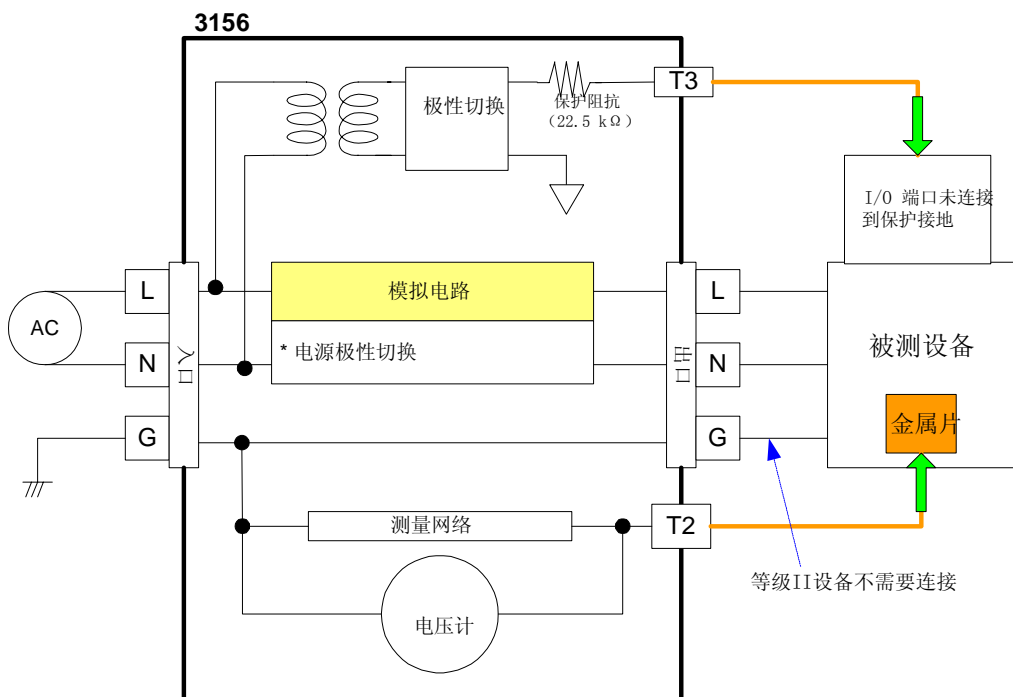 3156
T3
极性切换
保护阻抗
(22.5 kΩ)
I/O 端口未连接
到保护接地
L
模拟电路
L
AC
入口
N
* 电源极性切换
出口
N
被测设备
G
G
金属片
测量网络
T2
等级II设备不需要连接
电压计